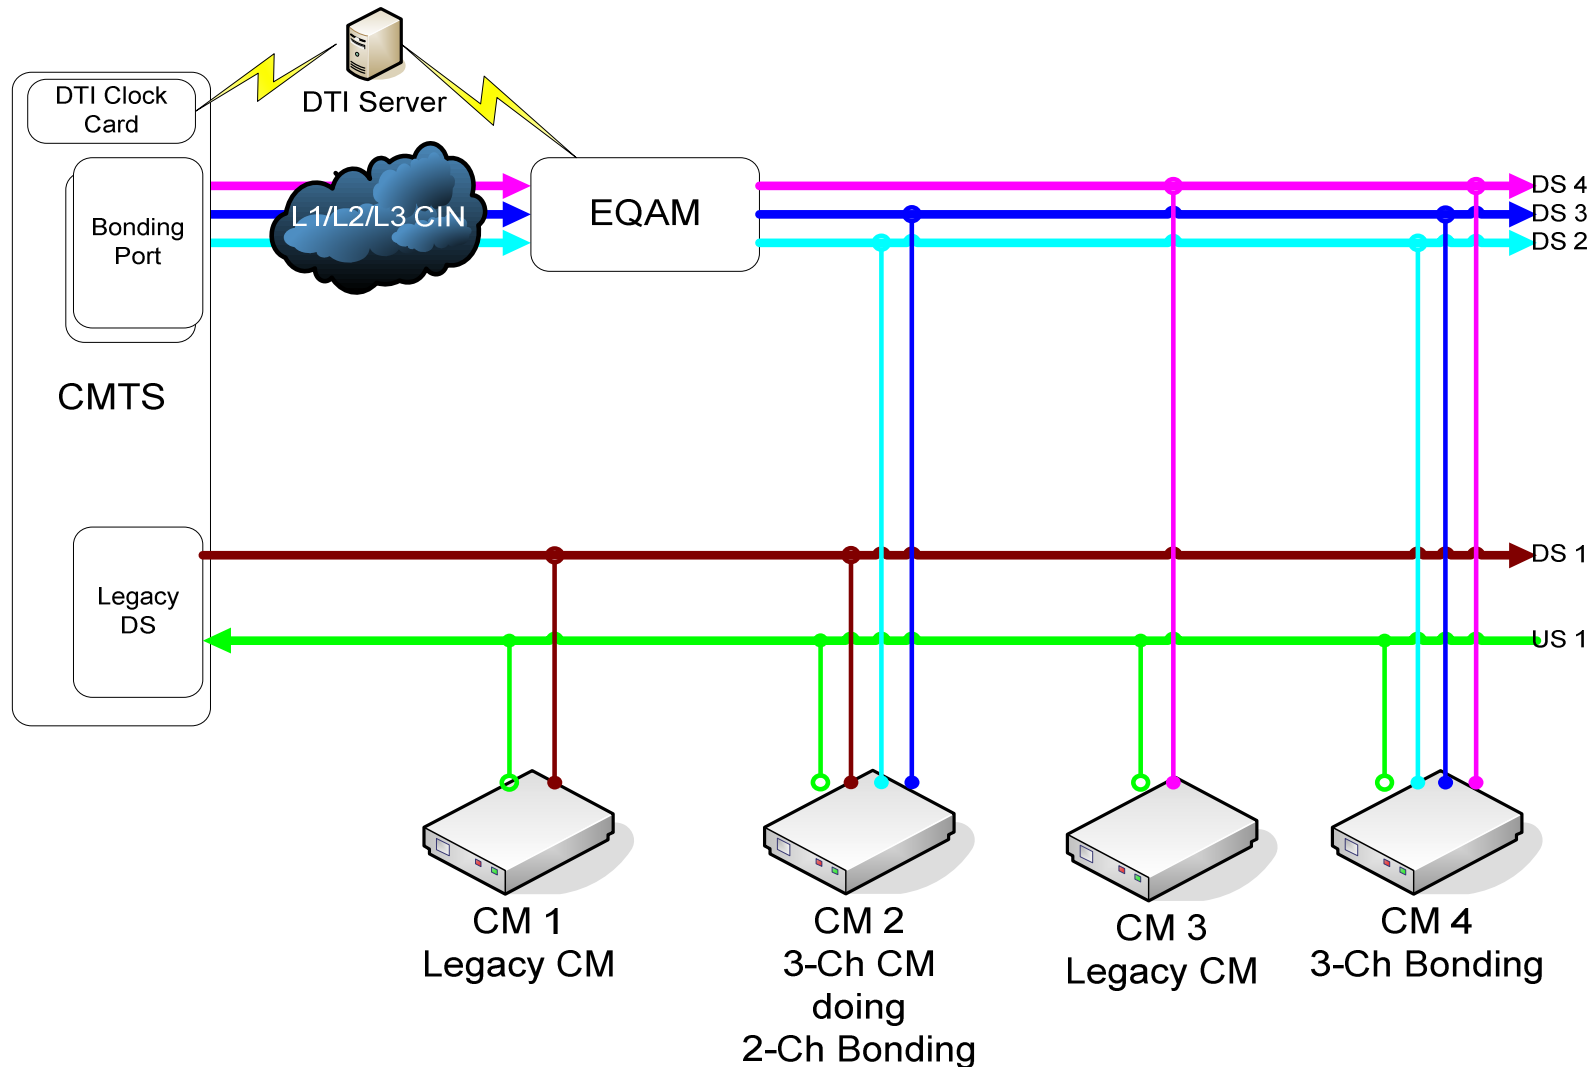 DTI Server
DTI Clock
Card
Bonding
Port
CMTS
Legacy
DS
L1/L2/L3 CIN
EQAM
DS 4
DS 3
DS 2
DS 1
US 1
CM 1
Legacy CM
CM 2
3-Ch CM
doing
2-Ch Bonding
CM 3
Legacy CM
CM 4
3-Ch Bonding